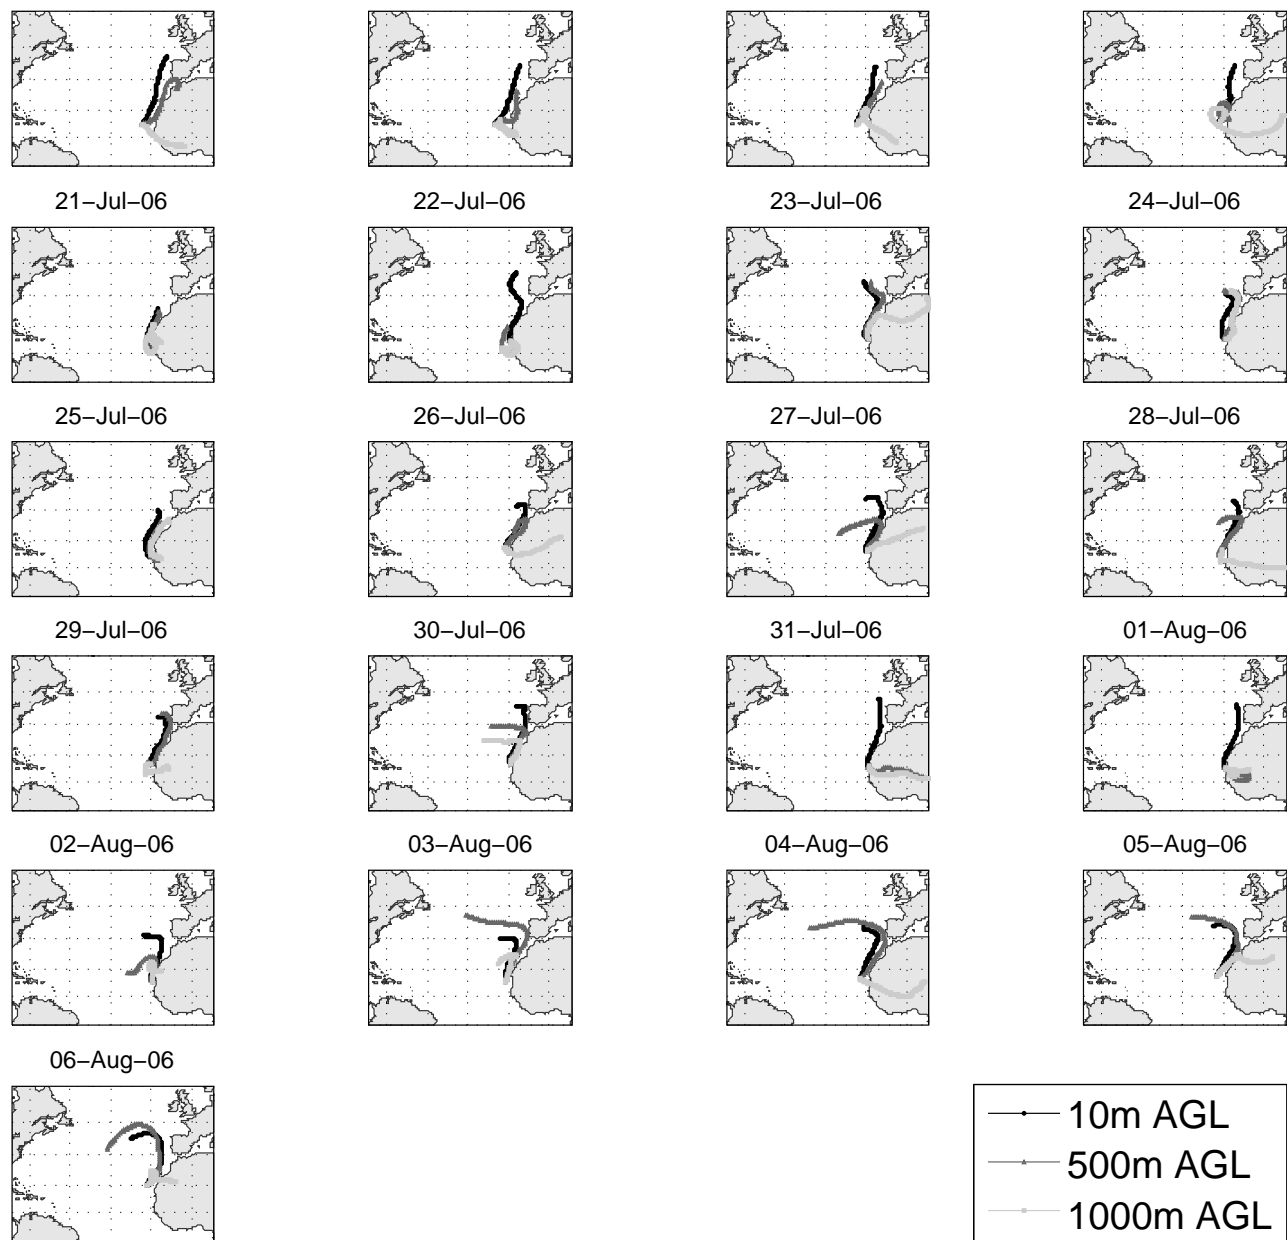 21−Jul−06 22−Jul−06 23−Jul−06 24−Jul−06
25−Jul−06 26−Jul−06 27−Jul−06 28−Jul−06
29−Jul−06 30−Jul−06 31−Jul−06 01−Aug−06
02−Aug−06 03−Aug−06 04−Aug−06 05−Aug−06
06−Aug−06
10m AGL
500m AGL
1000m AGL